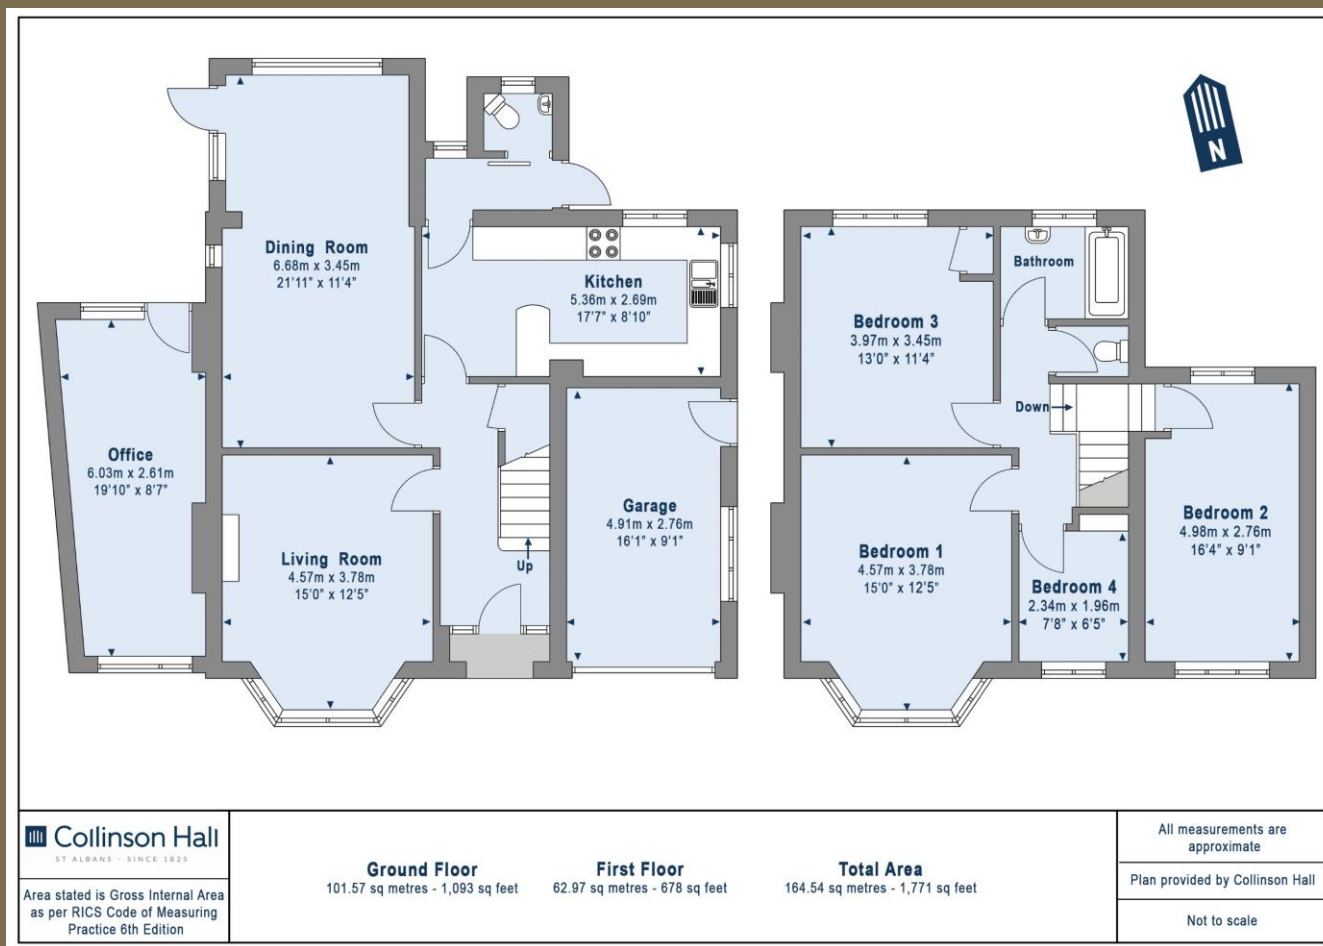 N
Dining Room
6.68m x 3.45m
21'11" x 11'4"
Kitchen
5.36m x 2.69m
17'7" x 8'10"
Office
6.03m x 2.61m
19'10" x 8'7"
Living Room
4.57m x 3.78m
15'0" x 12'5"
Up
Garage
4.91m x 2.76m
16'1" x 9'1"
Bathroom
Bedroom 3
3.97m x 3.45m
13'0" x 11'4"
Down
Bedroom 1
4.57m x 3.78m
15'0" x 12'5"
Bedroom 4
2.34m x 1.96m
7'8" x 6'5"
Bedroom 2
4.98m x 2.76m
16'4" x 9'1"
Collinson Hall
ST ALBANS - SINCE 1825
Area stated is Gross Internal Area
as per RICS Code of Measuring
Practice 6th Edition
Ground Floor
101.57 sq metres - 1,093 sq feet
First Floor
62.97 sq metres - 678 sq feet
Total Area
164.54 sq metres - 1,771 sq feet
All measurements are
approximate
Plan provided by Collinson Hall
Not to scale